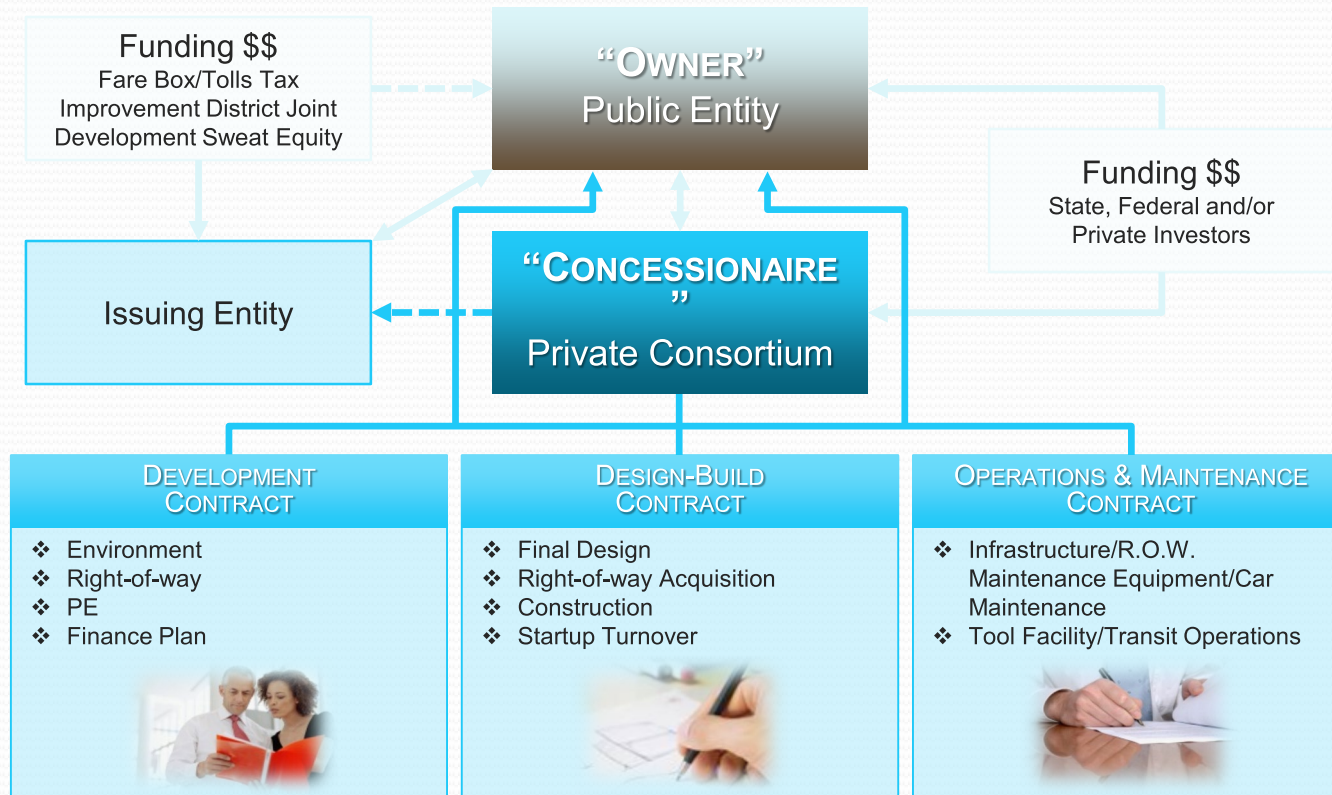 Funding $$
Fare Box/Tolls Tax
Improvement District Joint
Development Sweat Equity
“OWNER”
Public Entity
Funding $$
State, Federal and/or
Private Investors
Issuing Entity
“CONCESSIONAIRE
”
Private Consortium
DEVELOPMENT
CONTRACT
❖ Environment
❖ Right-of-way
❖ PE
❖ Finance Plan
DESIGN-BUILD
CONTRACT
❖ Final Design
❖ Right-of-way Acquisition
❖ Construction
❖ Startup Turnover
OPERATIONS & MAINTENANCE
CONTRACT
❖ Infrastructure/R.O.W.
Maintenance Equipment/Car
Maintenance
❖ Tool Facility/Transit Operations